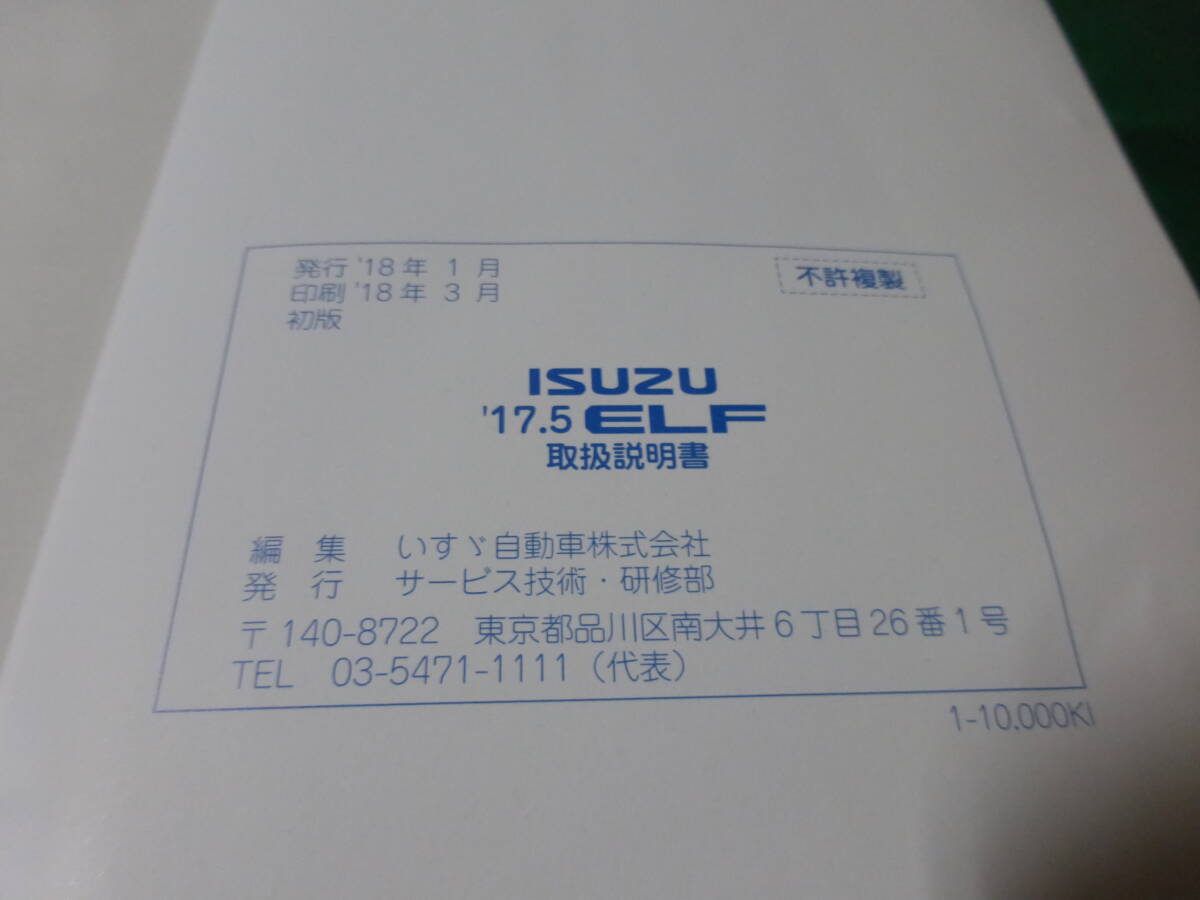 発行 '18年 1 月
不許複製
印刷 '18年 3 月
初版
ISUZU
'17.5 ELF
取扱説明書
編 集 いすゞ自動車株式会社
発 行 サービス技術・研修部
〒140-8722 東京都品川区南大井6丁目26番1号
TEL 03-5471-1111（代表）
1-10.000KI